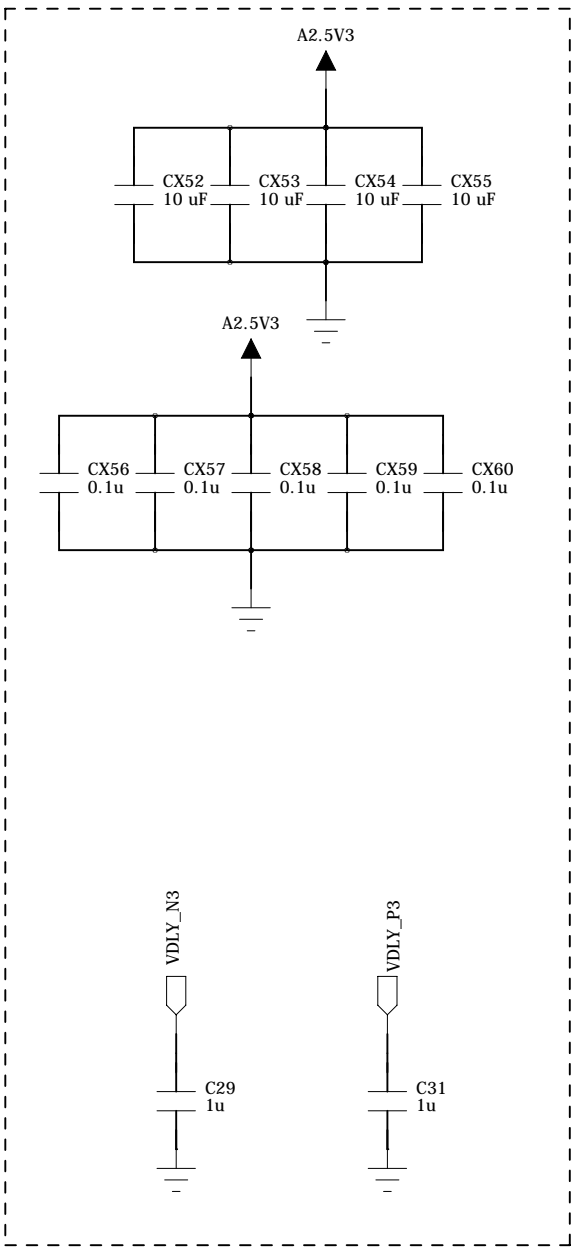 A2.5V3
CX52
10 uF
CX53
10 uF
CX54
10 uF
CX55
10 uF
A2.5V3
CX56
0.1u
CX57
0.1u
CX58
0.1u
CX59
0.1u
CX60
0.1u
VDLY_N3
VDLY_P3
C29
1u
C31
1u